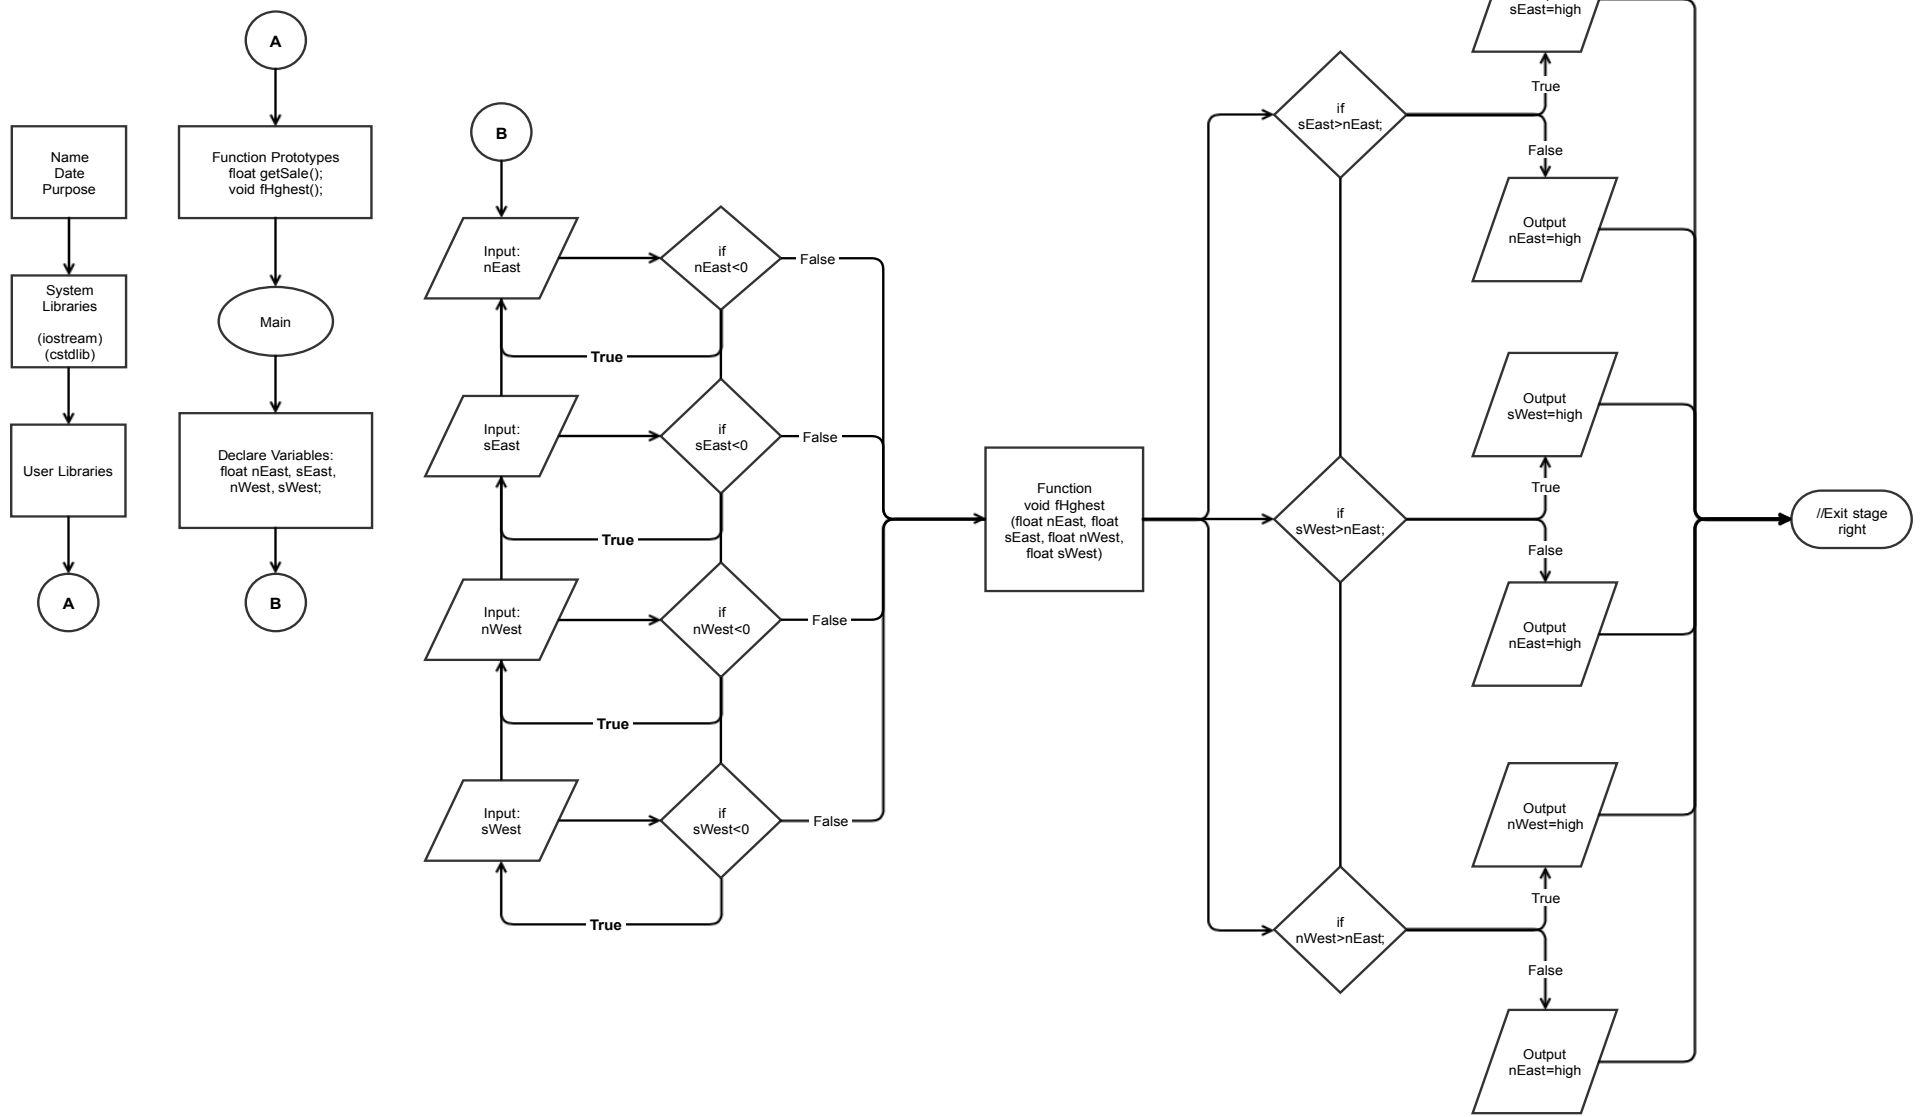 Name
Date
Purpose
System
Libraries
(iostream)
(cstdlib)
User Libraries
A
A
Function Prototypes
float getSale();
void fHghest();
Main
Declare Variables:
float nEast, sEast,
nWest, sWest;
B
B
Input:
nEast
if
nEast<0
False
True
Input:
sEast
if
sEast<0
False
True
Input:
nWest
if
nWest<0
False
True
Input:
sWest
if
sWest<0
False
True
Function
void fHghest
(float nEast, float
sEast, float nWest,
float sWest)
if
sEast>nEast;
sEast=high
True
False
Output
nEast=high
if
sWest>nEast;
Output
sWest=high
True
False
Output
nEast=high
if
nWest>nEast;
Output
nWest=high
True
False
Output
nEast=high
//Exit stage
right